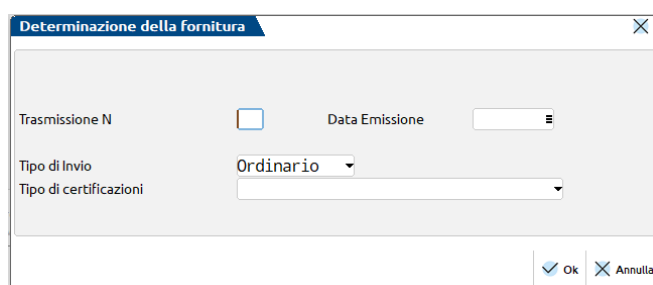 Determinazione della fornitura
Trasmissione N Data Emissione
Tipo di Invio Ordinario
Tipo di certificazioni
Ok Annulla